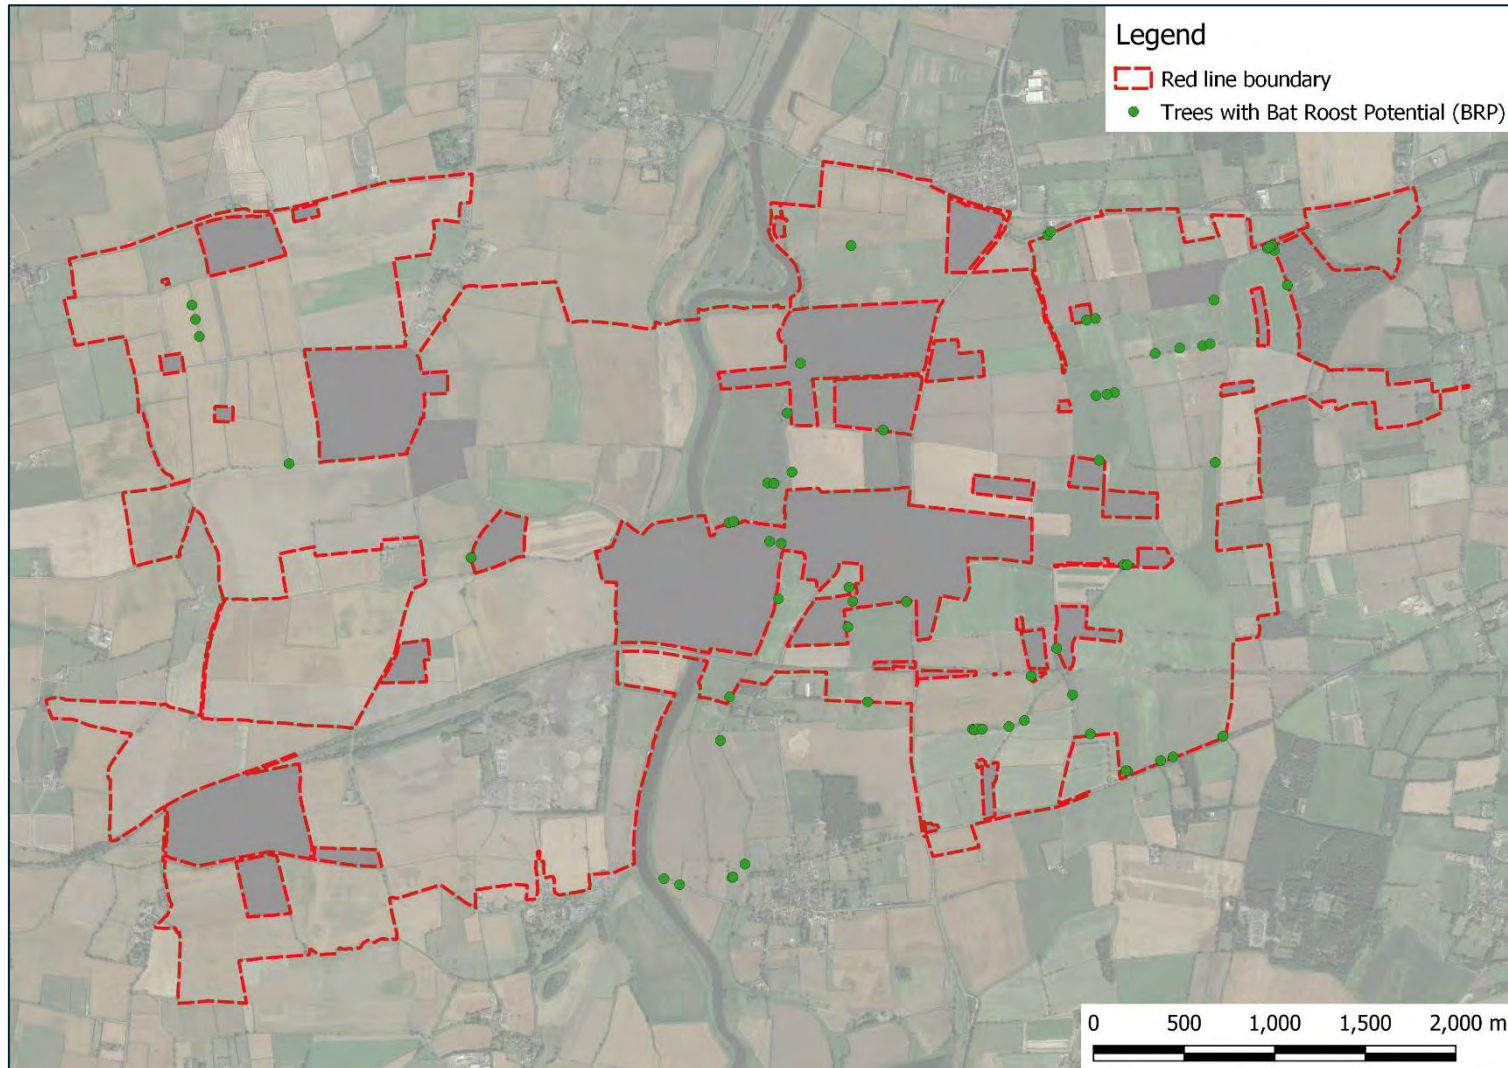 Legend
Red line boundary
Trees with Bat Roost Potential (BRP)
0 500 1,000 1,500 2,000 m